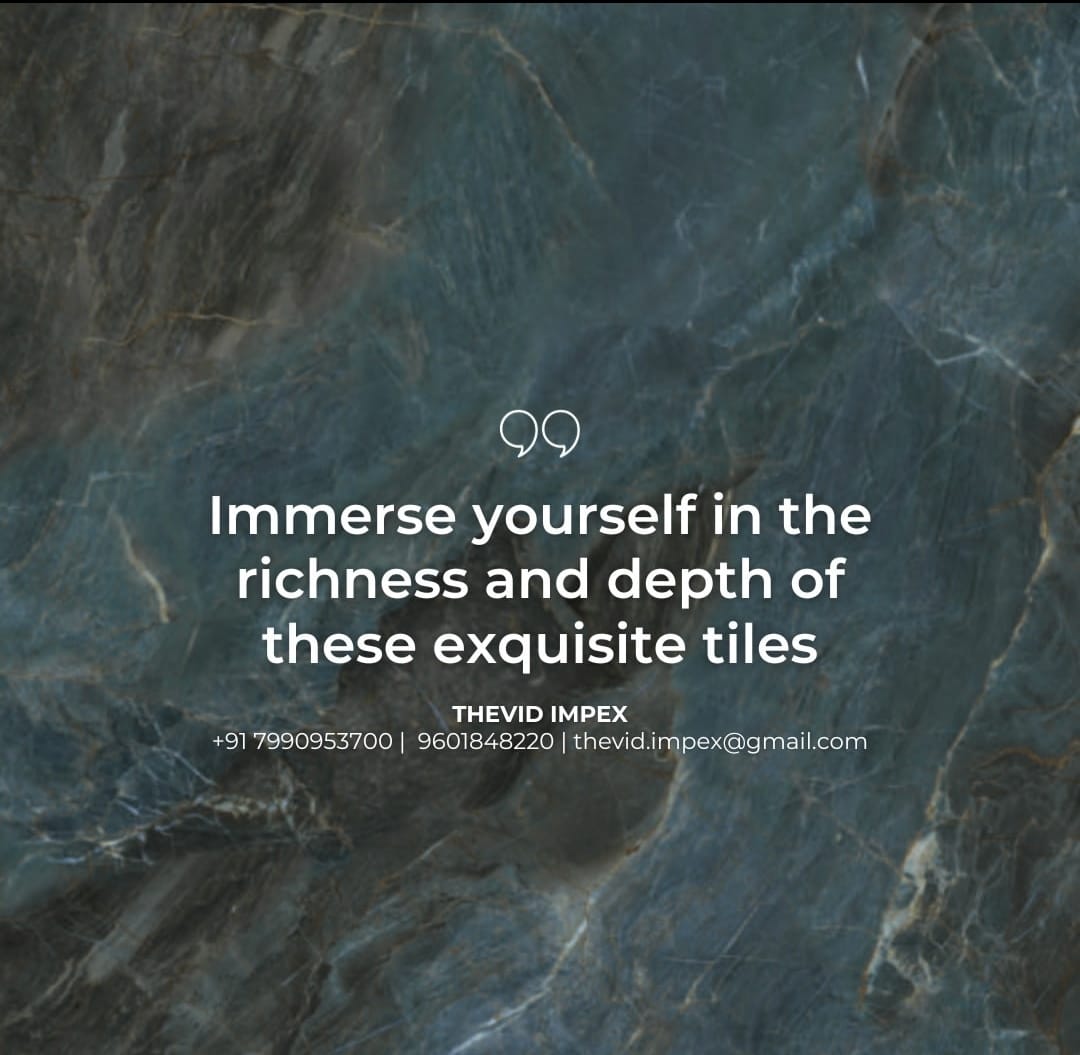 Immerse yourself in the
richness and depth of
these exquisite tiles
THEVID IMPEX
+91 7990953700 | 9601848220 | thevid.impex@gmail.com